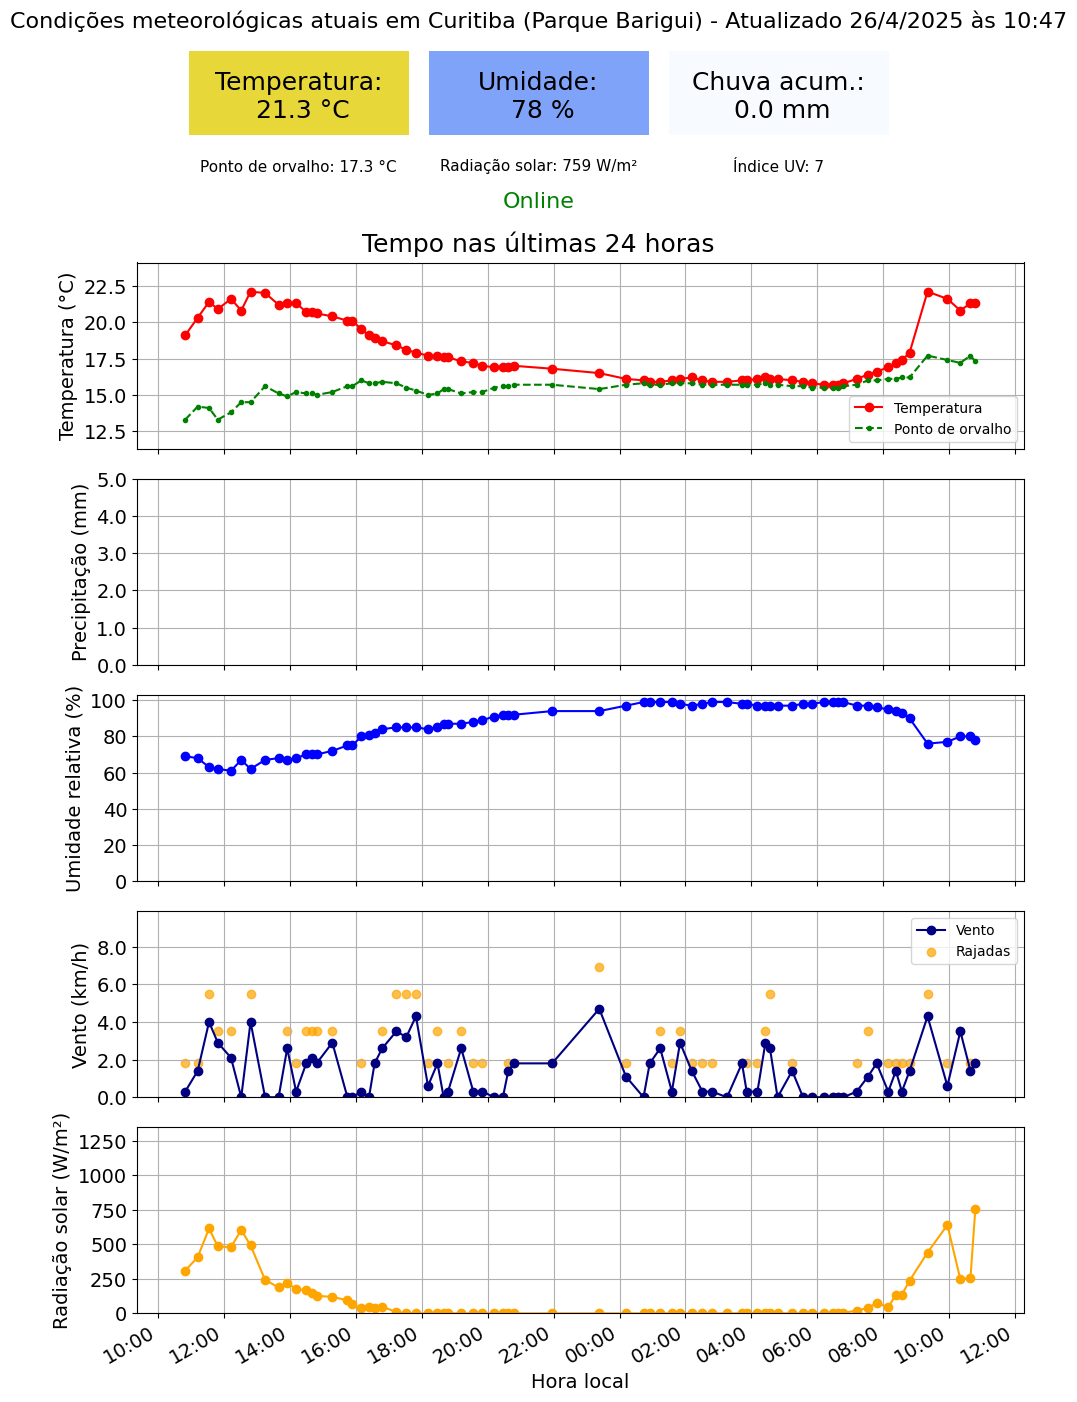 Condições meteorológicas atuais em Curitiba (Parque Barigui) - Atualizado 26/4/2025 às 10:47
Temperatura:
21.3 °C
Umidade:
78 %
Chuva acum.:
0.0 mm
Ponto de orvalho: 17.3 °C
Radiação solar: 759 W/m²
Índice UV: 7
Online
Tempo nas últimas 24 horas
Temperatura (°C)
22.5
20.0
17.5
15.0
12.5
Temperatura
Ponto de orvalho
Precipitação (mm)
5.0
4.0
3.0
2.0
1.0
0.0
Umidade relativa (%)
100
80
60
40
20
0
Vento (km/h)
8.0
6.0
4.0
2.0
0.0
Vento
Rajadas
Radiação solar (W/m²)
1250
1000
750
500
250
0
10:00
12:00
14:00
16:00
18:00
20:00
22:00
00:00
02:00
04:00
06:00
08:00
10:00
12:00
Hora local